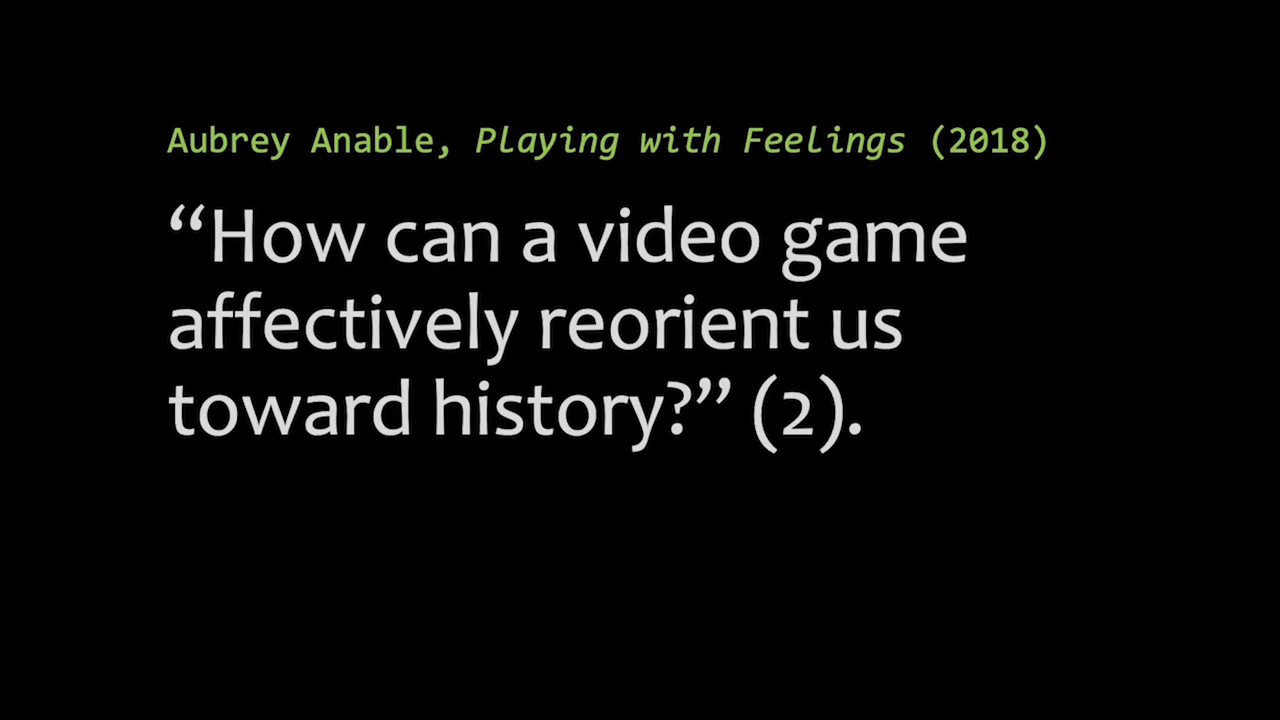 Aubrey Anable, Playing with Feelings (2018)
“How can a video game
affectively reorient us
toward history?” (2).